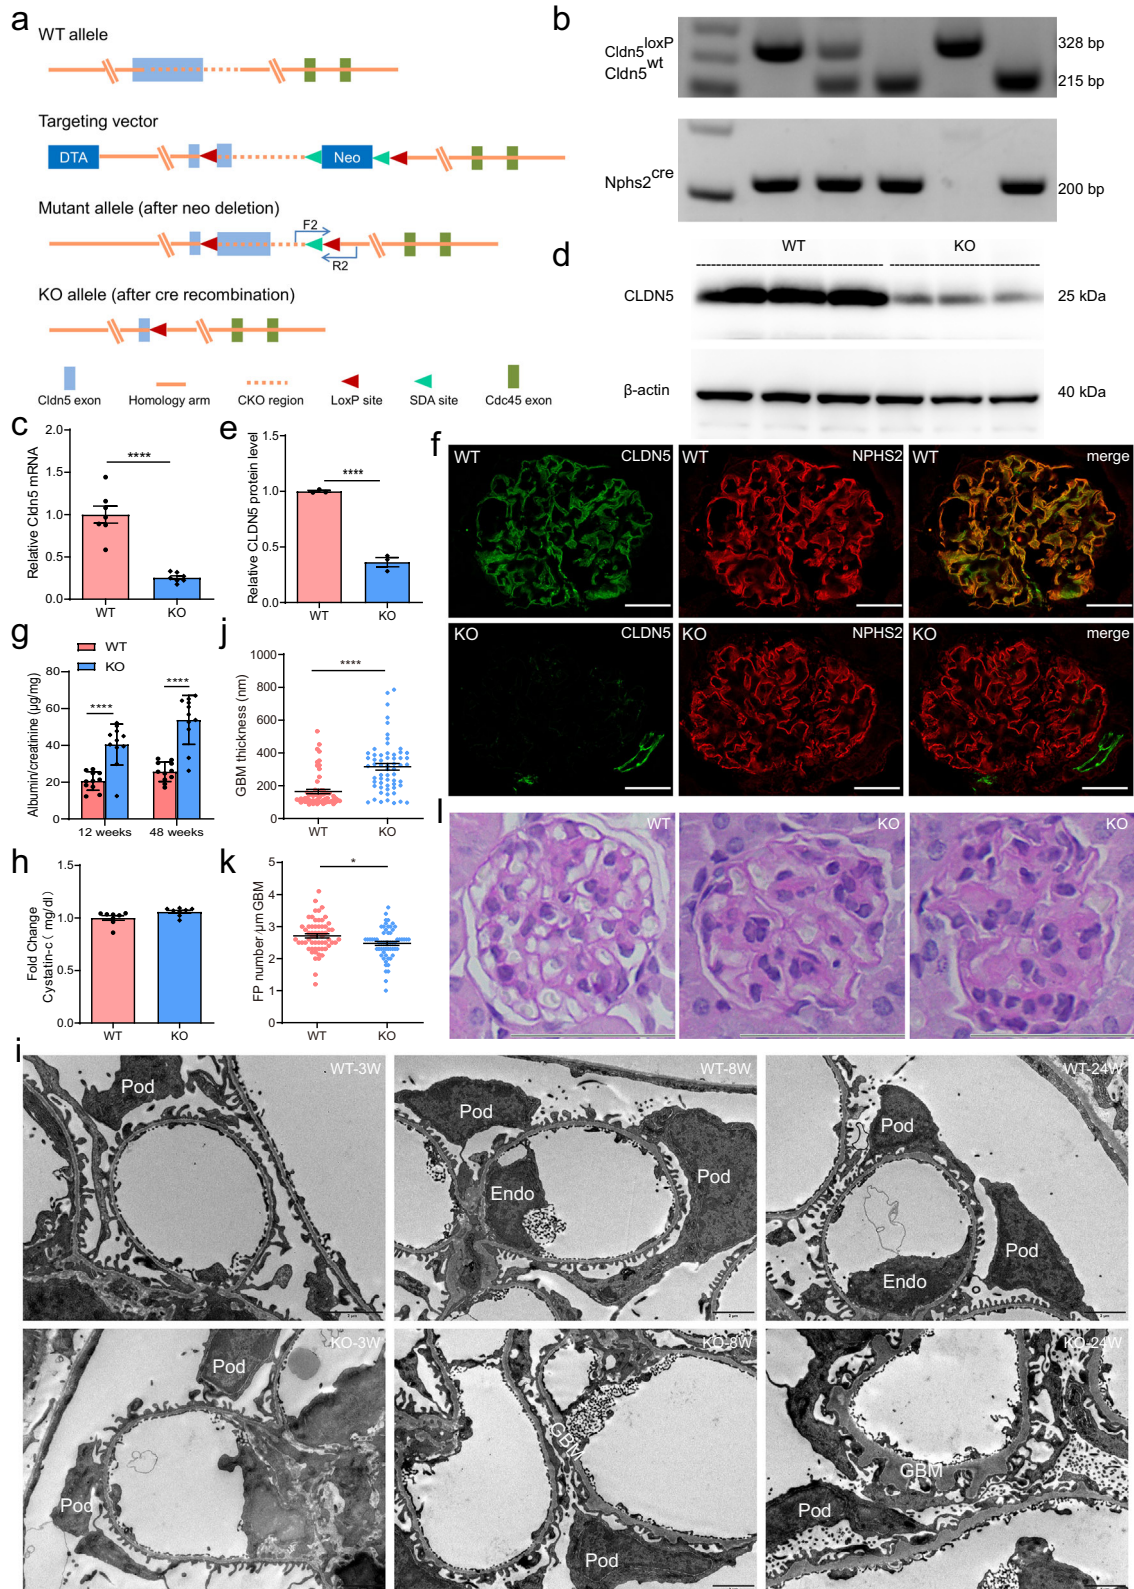 a
WT allele
Targeting vector
DTA
Neo
Mutant allele (after neo deletion)
F2
R2
KO allele (after cre recombination)
Cldn5 exon
Homology arm
CKO region
LoxP site
SDA site
Cdc45 exon
b
Cldn5loxP
Cldn5wt
328 bp
215 bp
Nphs2cre
200 bp
d
WT
KO
CLDN5
25 kDa
β-actin
40 kDa
c
Relative Cldn5 mRNA
2.0
1.5
1.0
0.5
0.0
****
WT
KO
e
Relative CLDN5 protein level
1.5
1.0
0.5
0.0
****
WT
KO
f
WT
CLDN5
WT
NPHS2
WT
merge
KO
CLDN5
KO
NPHS2
KO
merge
g
WT
KO
Albumin/creatinine (μg/mg)
80
60
40
20
0
****
****
12 weeks
48 weeks
j
GBM thickness (nm)
1000
800
600
400
200
0
****
WT
KO
h
Fold Change
Cystatin-c ( mg/dl)
1.5
1.0
0.5
0.0
WT
KO
k
FP number /μm GBM
5
4
3
2
1
0
*
WT
KO
l
WT
KO
KO
i
WT-3W
Pod
WT-8W
Pod
Pod
Endo
WT-24W
Pod
Pod
Endo
KO-3W
Pod
Pod
KO-8W
GBM
Pod
KO-24W
GBM
Pod